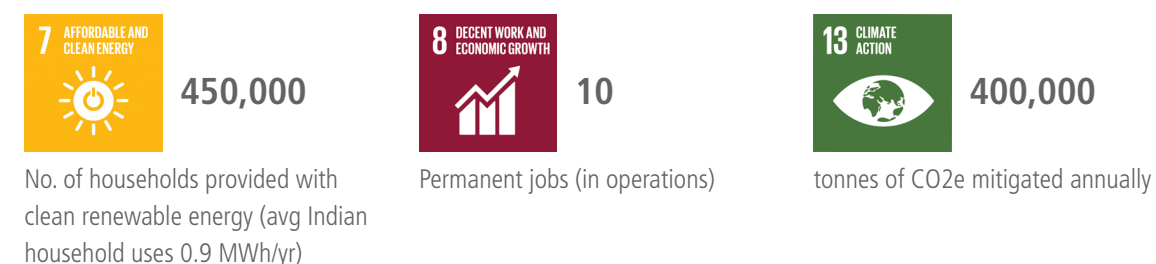 7 AFFORDABLE AND
CLEAN ENERGY
450,000
No. of households provided with
clean renewable energy (avg Indian
household uses 0.9 MWh/yr)
8 DECENT WORK AND
ECONOMIC GROWTH
10
Permanent jobs (in operations)
13 CLIMATE
ACTION
400,000
tonnes of CO2e mitigated annually